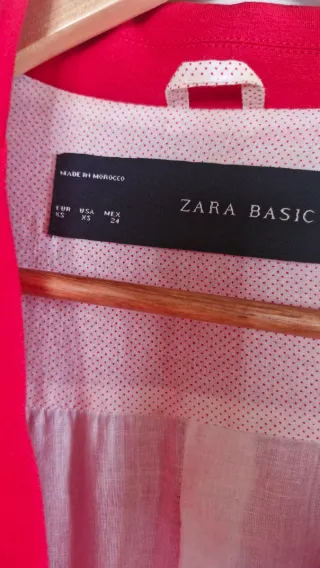 MADE IN MOROCCO
EUR USA MEX
XS XS 24
ZARA BASIC